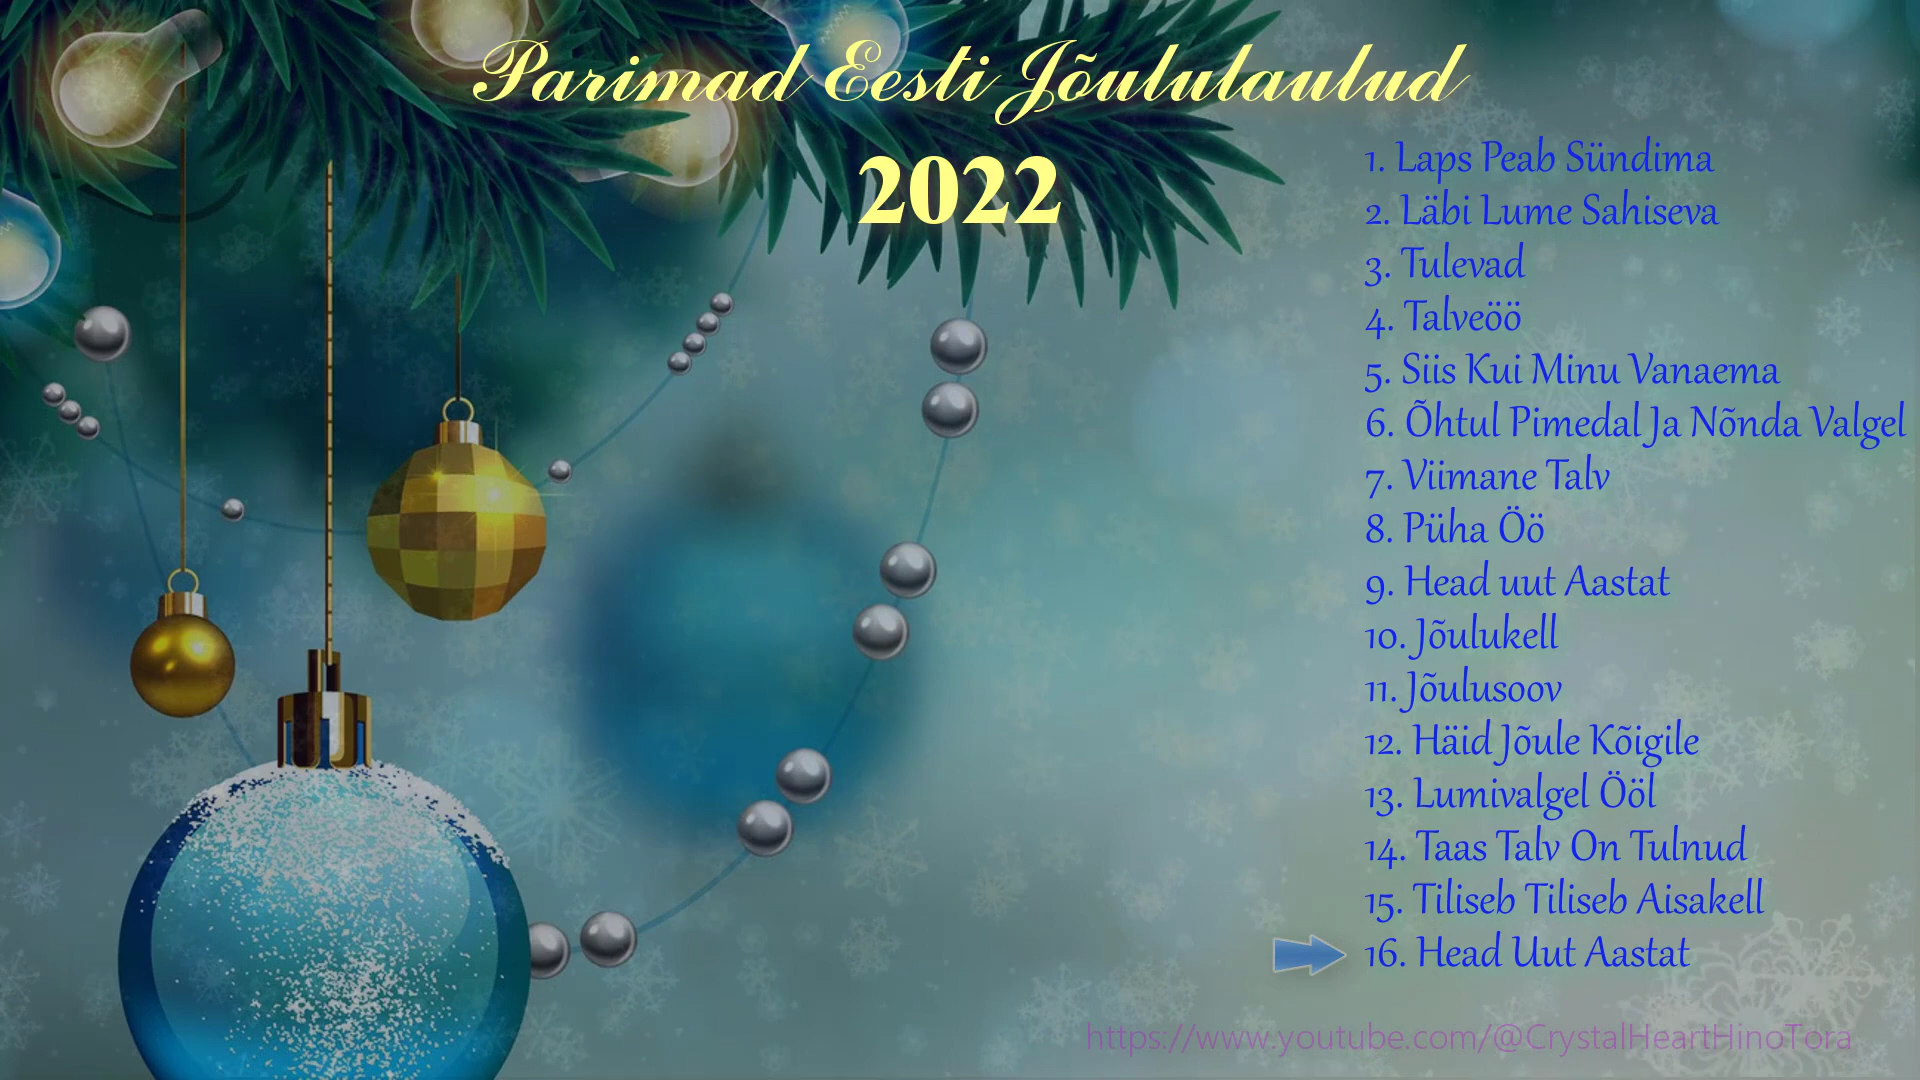 Parimad Eesti Jõululaulud
2022
1. Laps Peab Sündima
2. Läbi Lume Sahiseva
3. Tulevad
4. Talveöö
5. Siis Kui Minu Vanaema
6. Õhtul Pimedal Ja Nõnda Valgel
7. Viimane Talv
8. Püha Öö
9. Head uut Aastat
10. Jõulukell
11. Jõulusoov
12. Häid Jõule Kõigile
13. Lumivalgel Ööl
14. Taas Talv On Tulnud
15. Tiliseb Tiliseb Aisakell
16. Head Uut Aastat
https://www.youtube.com/@CrystalHeartHinoTora